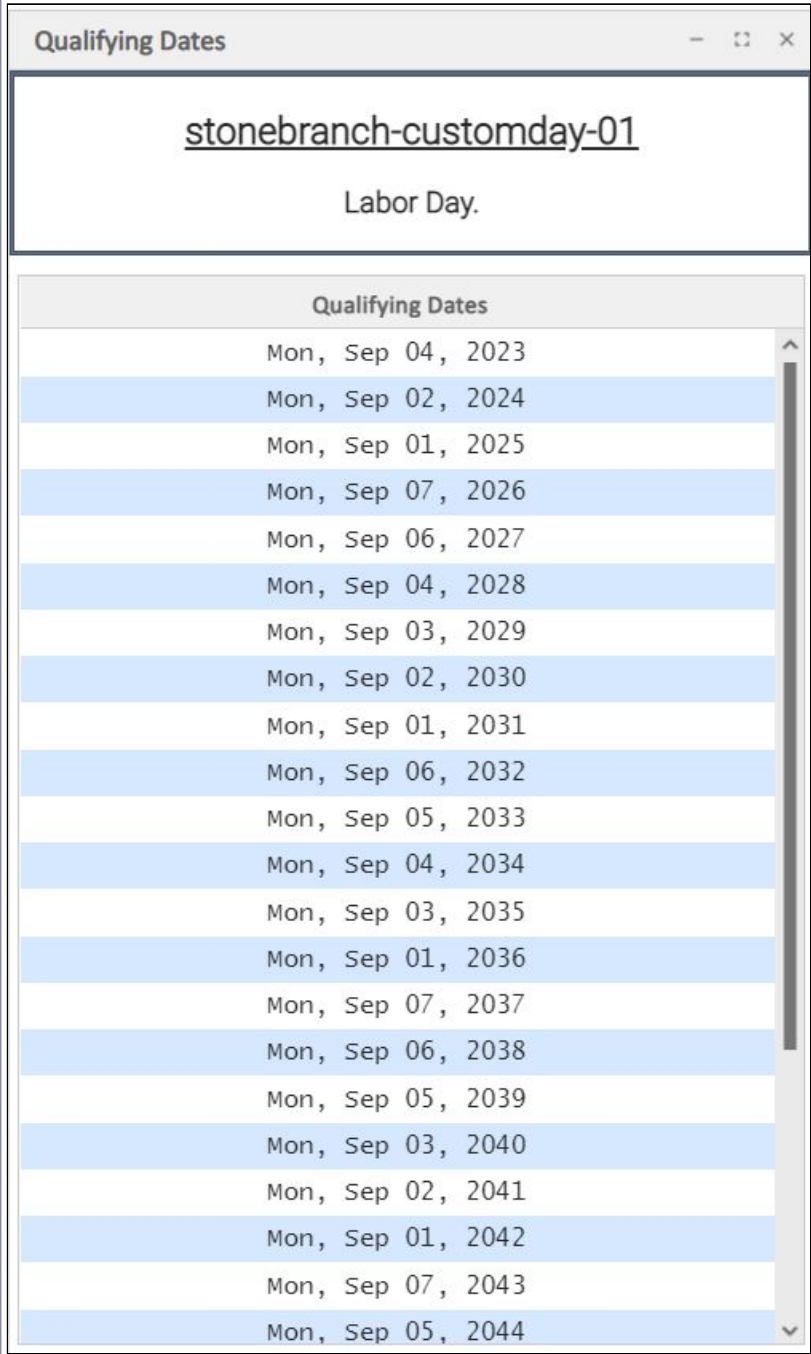 Qualifying Dates
stonebranch-customday-01
Labor Day.
Qualifying Dates
Mon, Sep 04, 2023
Mon, Sep 02, 2024
Mon, Sep 01, 2025
Mon, Sep 07, 2026
Mon, Sep 06, 2027
Mon, Sep 04, 2028
Mon, Sep 03, 2029
Mon, Sep 02, 2030
Mon, Sep 01, 2031
Mon, Sep 06, 2032
Mon, Sep 05, 2033
Mon, Sep 04, 2034
Mon, Sep 03, 2035
Mon, Sep 01, 2036
Mon, Sep 07, 2037
Mon, Sep 06, 2038
Mon, Sep 05, 2039
Mon, Sep 03, 2040
Mon, Sep 02, 2041
Mon, Sep 01, 2042
Mon, Sep 07, 2043
Mon, Sep 05, 2044